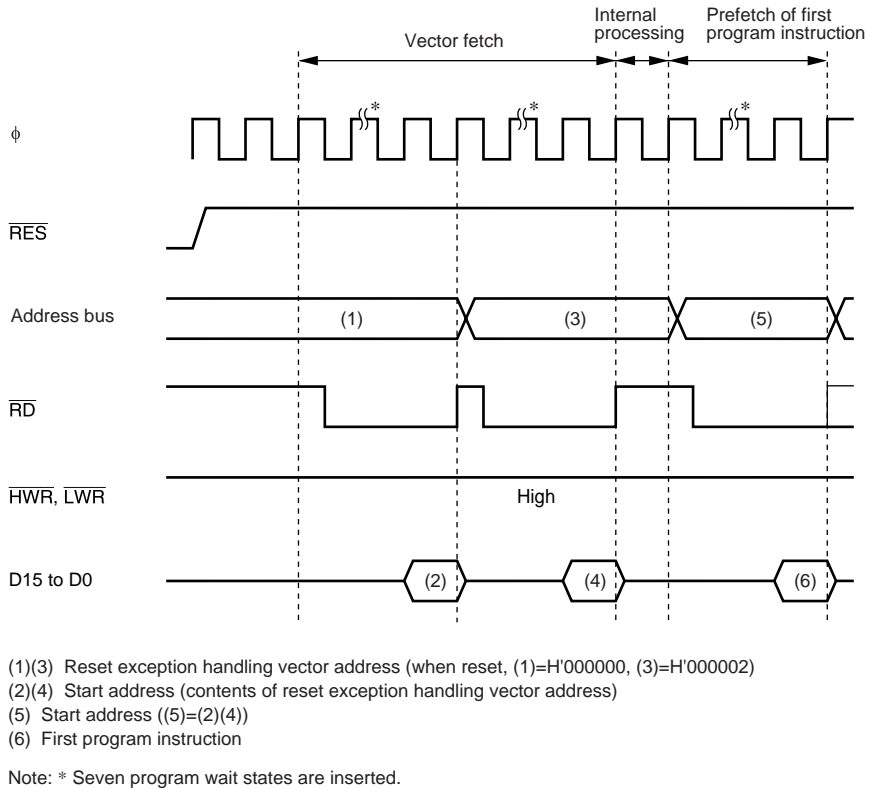 Internal
processing
Prefetch of first
program instruction
Vector fetch
*
*
*
ϕ
RES
Address bus
(1)
(3)
(5)
RD
HWR, LWR
High
D15 to D0
(2)
(4)
(6)
(1)(3) Reset exception handling vector address (when reset, (1)=H'000000, (3)=H'000002)
(2)(4) Start address (contents of reset exception handling vector address)
(5) Start address ((5)=(2)(4))
(6) First program instruction
Note: * Seven program wait states are inserted.